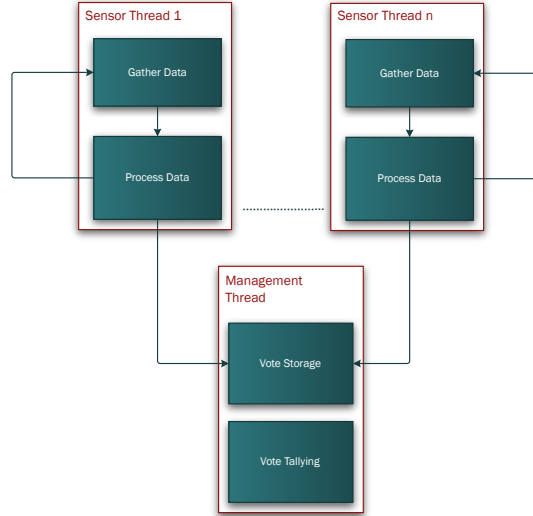 Sensor Thread 1
Gather Data
Process Data
Sensor Thread n
Gather Data
Process Data
Management
Thread
Vote Storage
Vote Tallying